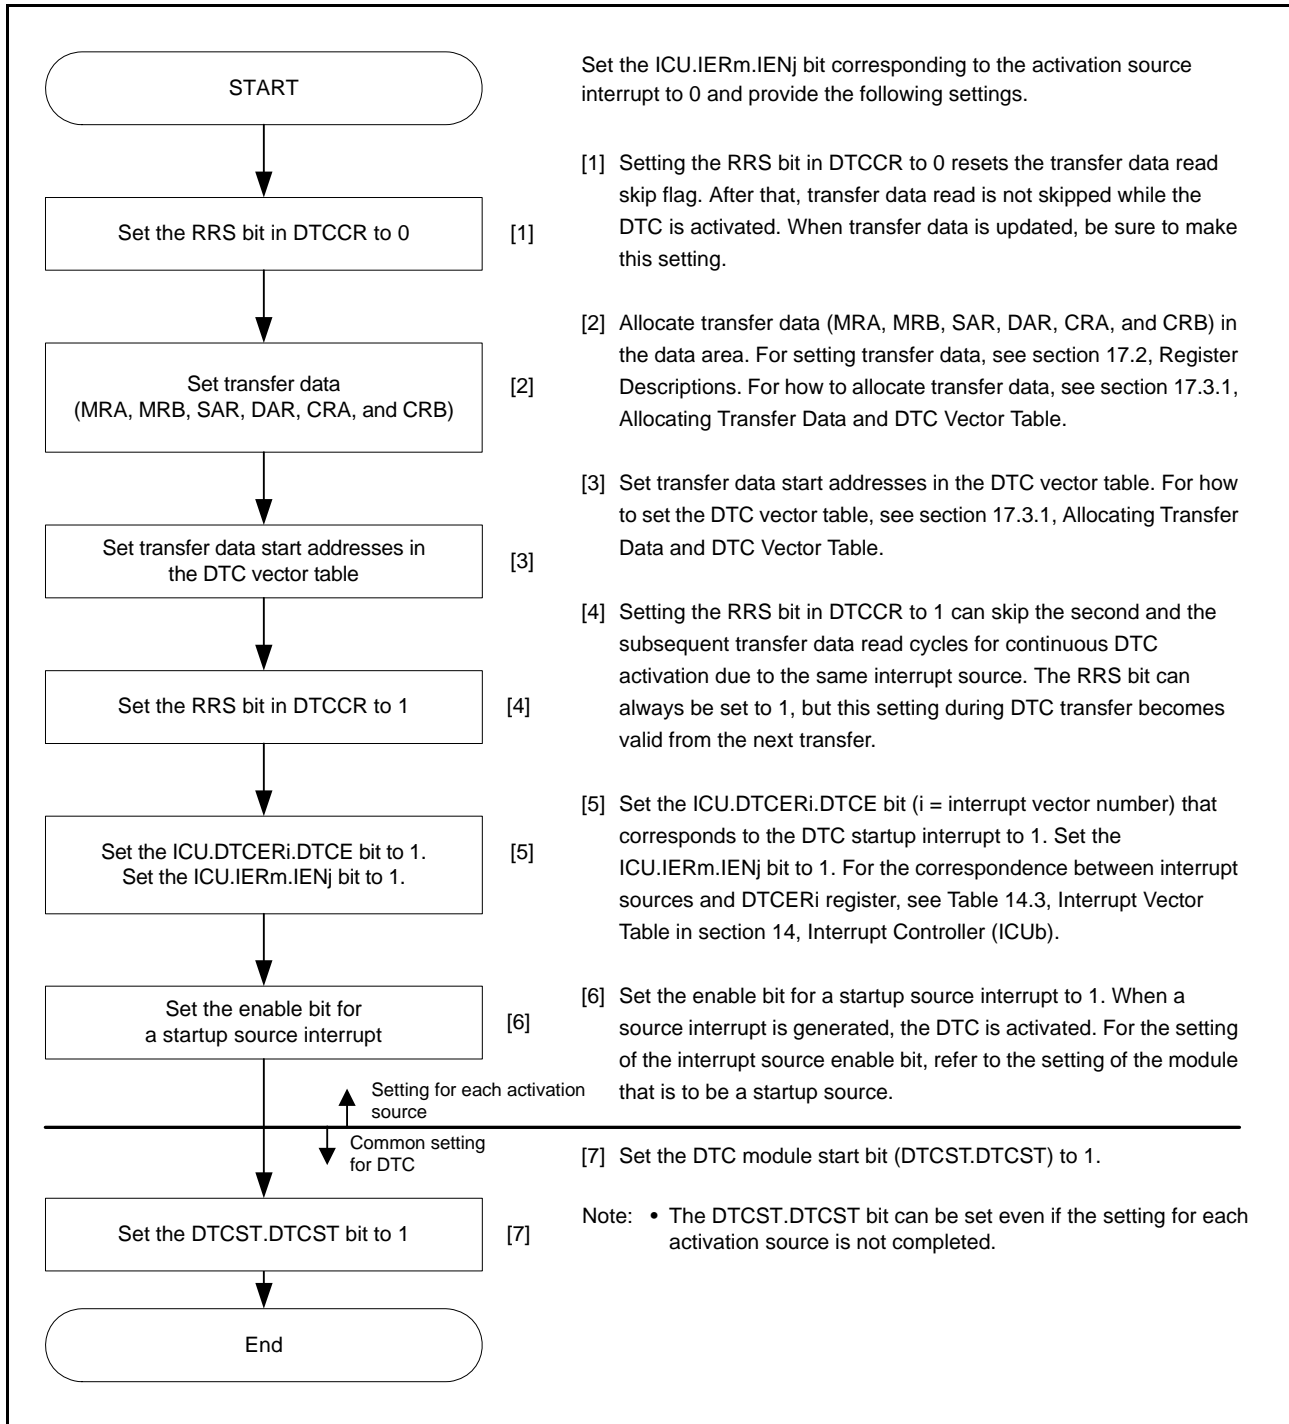 START
Set the ICU.IERm.IENj bit corresponding to the activation source
interrupt to 0 and provide the following settings.
Set the RRS bit in DTCCR to 0
[1]
[1] Setting the RRS bit in DTCCR to 0 resets the transfer data read
skip flag. After that, transfer data read is not skipped while the
DTC is activated. When transfer data is updated, be sure to make
this setting.
Set transfer data
(MRA, MRB, SAR, DAR, CRA, and CRB)
[2]
[2] Allocate transfer data (MRA, MRB, SAR, DAR, CRA, and CRB) in
the data area. For setting transfer data, see section 17.2, Register
Descriptions. For how to allocate transfer data, see section 17.3.1,
Allocating Transfer Data and DTC Vector Table.
Set transfer data start addresses in
the DTC vector table
[3]
[3] Set transfer data start addresses in the DTC vector table. For how
to set the DTC vector table, see section 17.3.1, Allocating Transfer
Data and DTC Vector Table.
Set the RRS bit in DTCCR to 1
[4]
[4] Setting the RRS bit in DTCCR to 1 can skip the second and the
subsequent transfer data read cycles for continuous DTC
activation due to the same interrupt source. The RRS bit can
always be set to 1, but this setting during DTC transfer becomes
valid from the next transfer.
Set the ICU.DTCERi.DTCE bit to 1.
Set the ICU.IERm.IENj bit to 1.
[5]
[5] Set the ICU.DTCERi.DTCE bit (i = interrupt vector number) that
corresponds to the DTC startup interrupt to 1. Set the
ICU.IERm.IENj bit to 1. For the correspondence between interrupt
sources and DTCERi register, see Table 14.3, Interrupt Vector
Table in section 14, Interrupt Controller (ICUb).
Set the enable bit for
a startup source interrupt
[6]
[6] Set the enable bit for a startup source interrupt to 1. When a
source interrupt is generated, the DTC is activated. For the setting
of the interrupt source enable bit, refer to the setting of the module
that is to be a startup source.
Setting for each activation
source
Common setting
for DTC
[7] Set the DTC module start bit (DTCST.DTCST) to 1.
Set the DTCST.DTCST bit to 1
[7]
Note: • The DTCST.DTCST bit can be set even if the setting for each
activation source is not completed.
End